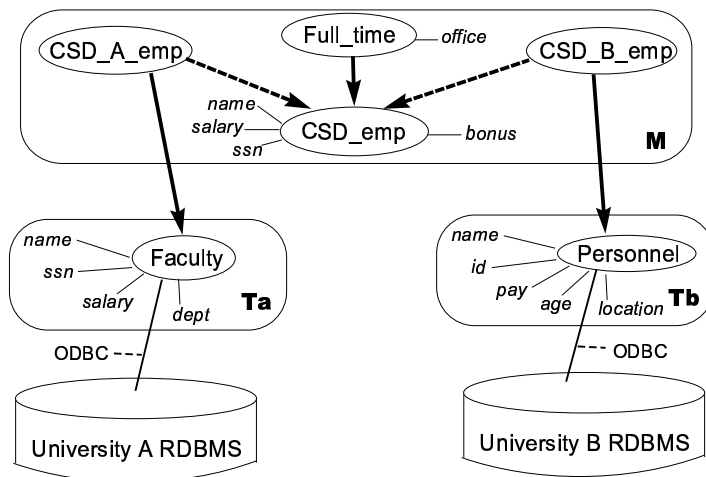 CSD_A_emp
Full_time
office
CSD_B_emp
name
salary
ssn
CSD_emp
bonus
M
name
ssn
salary
dept
Faculty
Ta
name
id
pay
age
location
Personnel
Tb
ODBC
ODBC
University A RDBMS
University B RDBMS